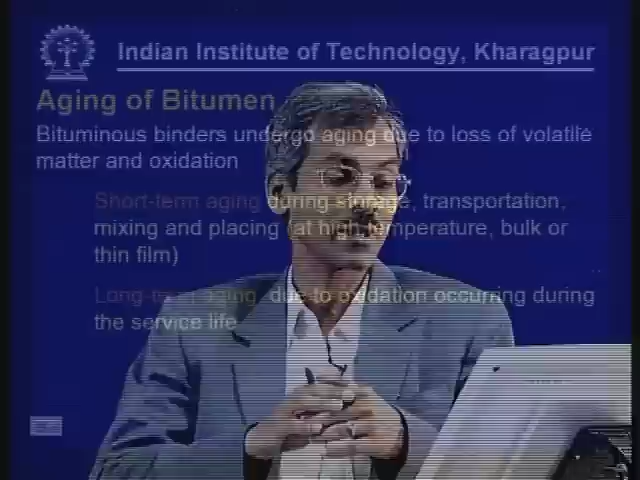 Indian Institute of Technology, Kharagpur
Aging of Bitumen
Bituminous binders undergo aging due to loss of volatile
matter and oxidation
Short-term aging during storage, transportation,
mixing and placing (at high temperature, bulk or
thin film)
Long-term aging, due to oxidation occurring during
the service life